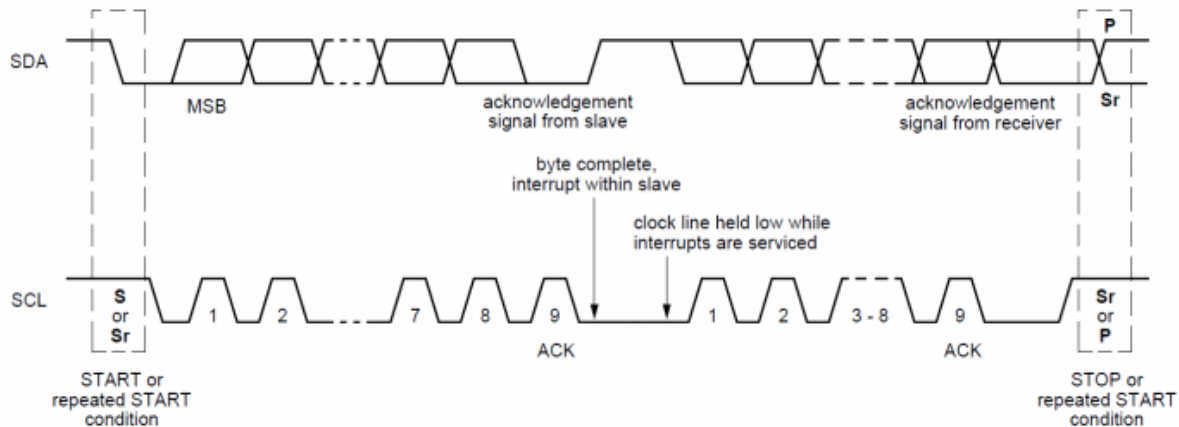 P
SDA
MSB
acknowledgement
signal from slave
acknowledgement
signal from receiver
Sr
byte complete,
interrupt within slave
clock line held low while
interrupts are serviced
SCL
S
or
Sr
1
2
7
8
9
1
2
3 - 8
9
Sr
or
P
ACK
ACK
START or
repeated START
condition
STOP or
repeated START
condition